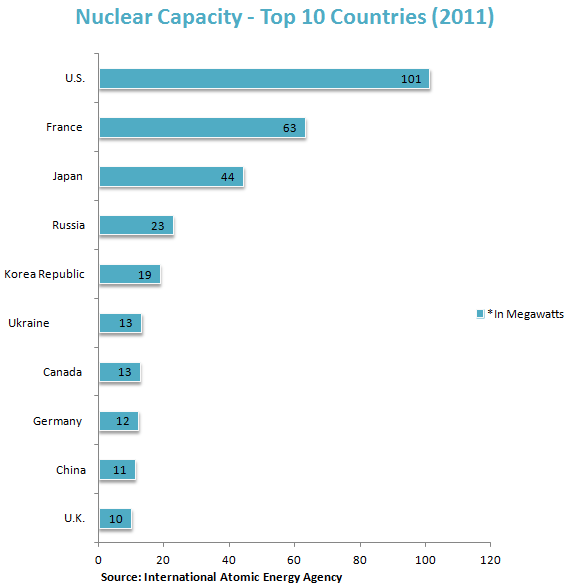 Nuclear Capacity - Top 10 Countries (2011)
U.S. 101
France 63
Japan 44
Russia 23
Korea Republic 19
*In Megawatts
Ukraine 13
Canada 13
Germany 12
China 11
U.K. 10
0 20 40 60 80 100 120
Source: International Atomic Energy Agency